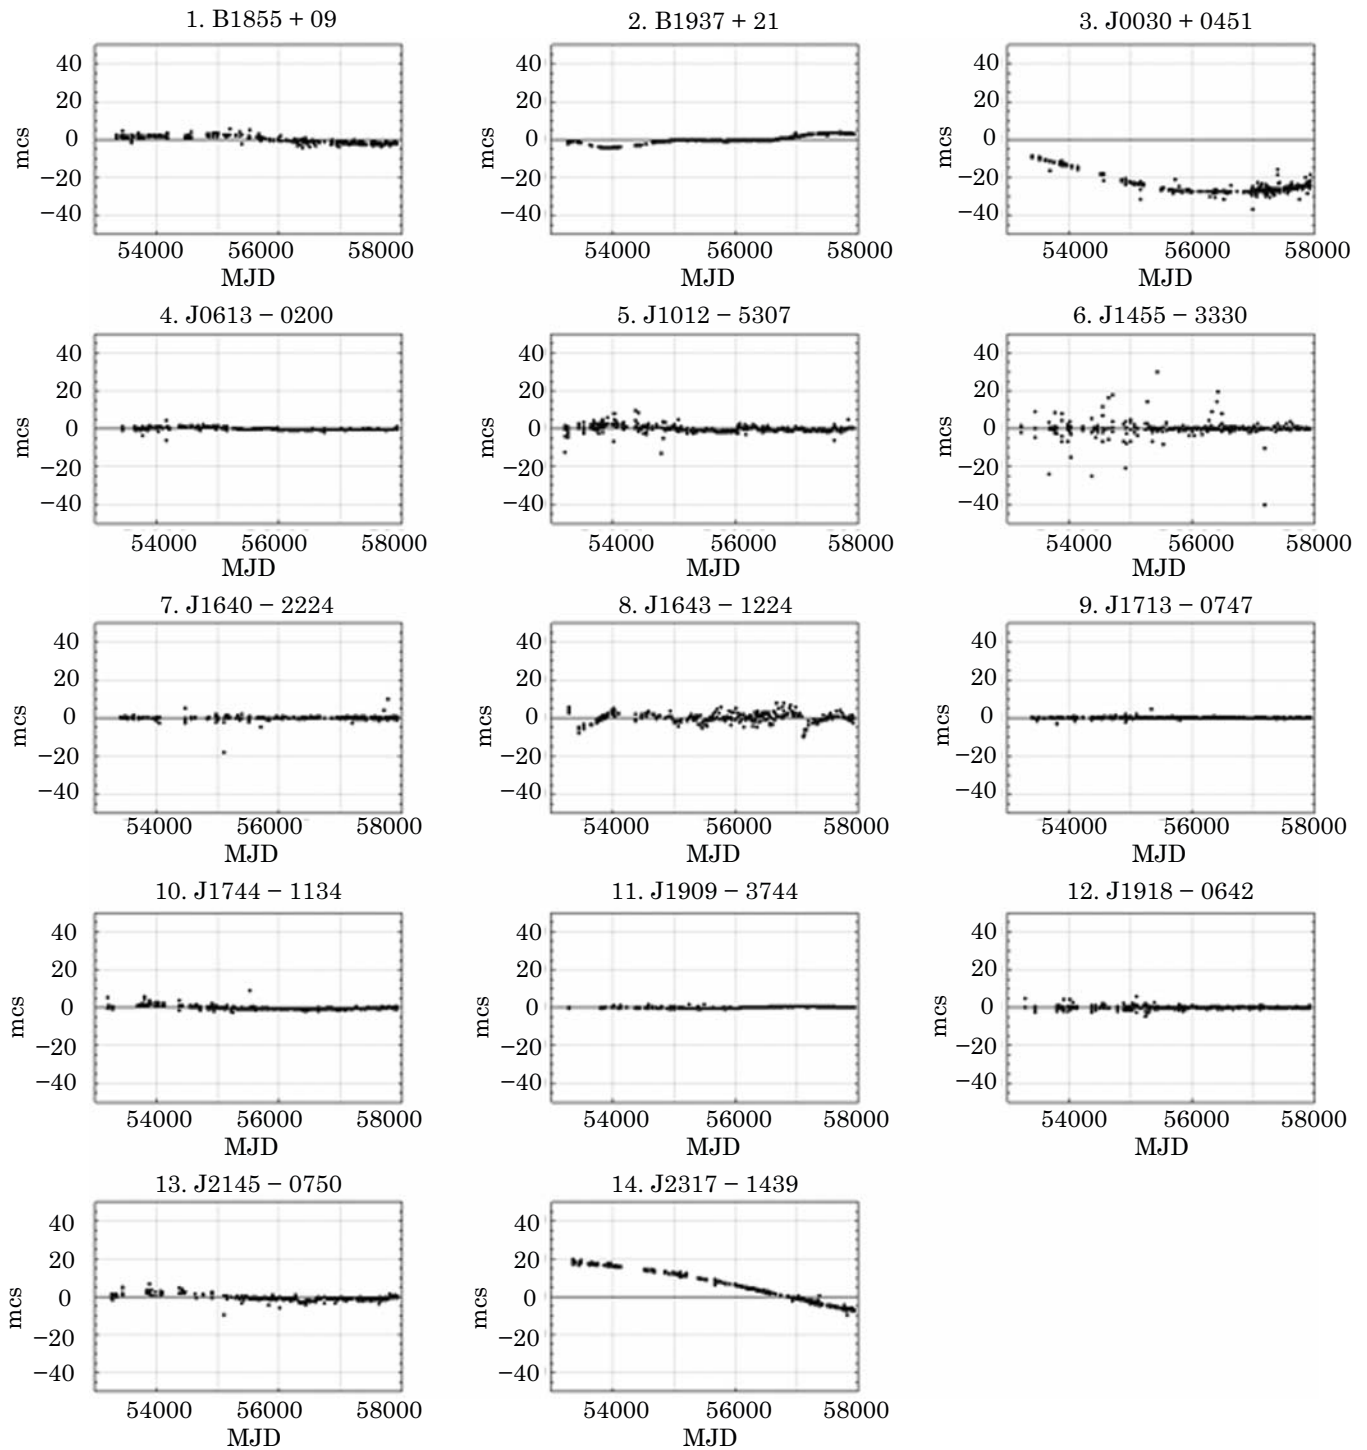 1. B1855 + 09
2. B1937 + 21
3. J0030 + 0451
mcs
40
20
0
−20
−40
54000 56000 58000
MJD
mcs
40
20
0
−20
−40
54000 56000 58000
MJD
mcs
40
20
0
−20
−40
54000 56000 58000
MJD
4. J0613 − 0200
5. J1012 − 5307
6. J1455 − 3330
mcs
40
20
0
−20
−40
54000 56000 58000
MJD
mcs
40
20
0
−20
−40
54000 56000 58000
MJD
mcs
40
20
0
−20
−40
54000 56000 58000
MJD
7. J1640 − 2224
8. J1643 − 1224
9. J1713 − 0747
mcs
40
20
0
−20
−40
54000 56000 58000
MJD
mcs
40
20
0
−20
−40
54000 56000 58000
MJD
mcs
40
20
0
−20
−40
54000 56000 58000
MJD
10. J1744 − 1134
11. J1909 − 3744
12. J1918 − 0642
mcs
40
20
0
−20
−40
54000 56000 58000
MJD
mcs
40
20
0
−20
−40
54000 56000 58000
MJD
mcs
40
20
0
−20
−40
54000 56000 58000
MJD
13. J2145 − 0750
14. J2317 − 1439
mcs
40
20
0
−20
−40
54000 56000 58000
MJD
mcs
40
20
0
−20
−40
54000 56000 58000
MJD